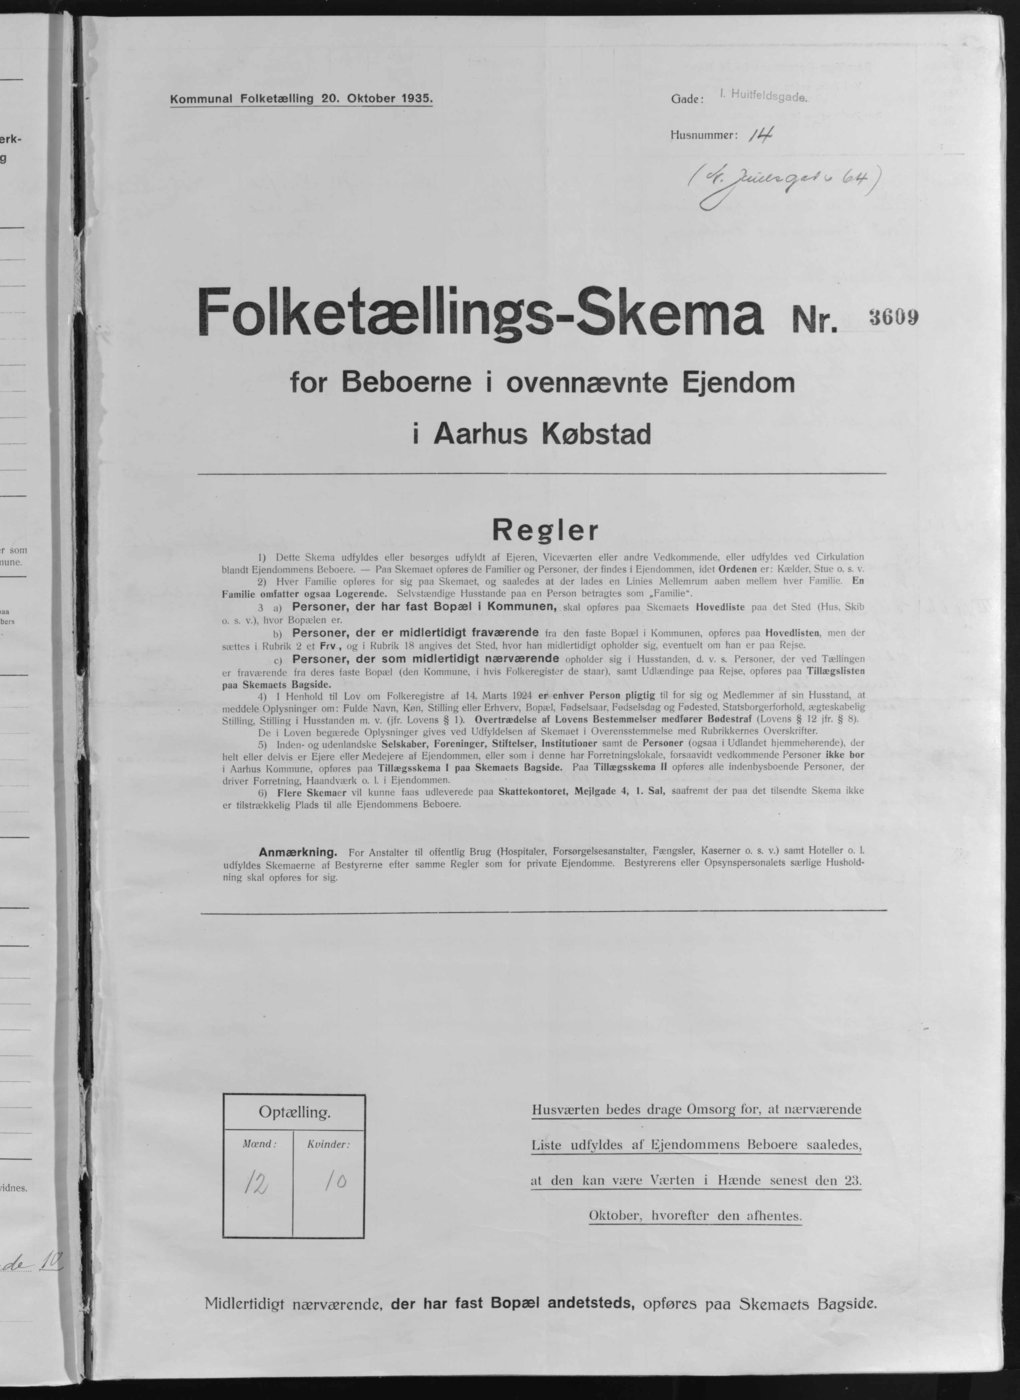 Kommunal Folketælling 20. Oktober 1935.
Gade: I. Huitfeldsgade.
Husnummer: 14
64)
Folketællings-Skema Nr. 3609
for Beboerne i ovennævnte Ejendom
i Aarhus Købstad
Regler
1) Dette Skema udfyldes eller besørges udfyldt af Ejeren, Viceværten eller andre Vedkommende, eller udfyldes ved Cirkulation
blandt Ejendommens Beboere. — Paa Skemaet opføres de Familier og Personer, der findes i Ejendommen, idet Ordenen er: Kælder, Stue o. s. v.
2) Hver Familie opføres for sig paa Skemaet, og saaledes at der lades en Linies Mellemrum aaben mellem hver Familie. En
Familie omfatter ogsaa Logerende. Selvstændige Husstande paa en Person betragtes som „Familie“.
3 a) Personer, der har fast Bopæl i Kommunen, skal opføres paa Skemaets Hovedliste paa det Sted (Hus, Skib
o. s. v.), hvor Bopælen er.
b) Personer, der er midlertidigt fraværende fra den faste Bopæl i Kommunen, opføres paa Hovedlisten, men der
sættes i Rubrik 2 et Frv., og i Rubrik 18 angives det Sted, hvor han midlertidigt opholder sig, eventuelt om han er paa Rejse.
c) Personer, der som midlertidigt nærværende opholder sig i Husstanden, d. v. s. Personer, der ved Tællingen
er fraværende fra deres faste Bopæl (den Kommune, i hvis Folkeregister de staar), samt Udlændinge paa Rejse, opføres paa Tillægslisten
paa Skemaets Bagside.
4) I Henhold til Lov om Folkeregistre af 14. Marts 1924 er enhver Person pligtig til for sig og Medlemmer af sin Husstand, at
meddele Oplysninger om: Fulde Navn, Køn, Stilling eller Erhverv, Bopæl, Fødselsaar, Fødselsdag og Fødested, Statsborgerforhold, ægteskabelig
Stilling, Stilling i Husstanden m. v. (jfr. Lovens § 1). Overtrædelse af Lovens Bestemmelser medfører Bødestraf (Lovens § 12 jfr. § 8).
De i Loven begærede Oplysninger gives ved Udfyldelsen af Skemaet i Overensstemmelse med Rubrikkernes Overskrifter.
5) Inden- og udenlandske Selskaber, Foreninger, Stiftelser, Institutioner samt de Personer (ogsaa i Udlandet hjemmehørende), der
helt eller delvis er Ejere eller Medejere af Ejendommen, eller som i denne har Forretningslokale, forsaavidt vedkommende Personer ikke bor
i Aarhus Kommune, opføres paa Tillægsskema I paa Skemaets Bagside. Paa Tillægsskema II opføres alle indenbysboende Personer, der
driver Forretning, Haandværk o. l. i Ejendommen.
6) Flere Skemaer vil kunne faas udleverede paa Skattekontoret, Mejlgade 4, 1. Sal, saafremt der paa det tilsendte Skema ikke
er tilstrækkelig Plads til alle Ejendommens Beboere.
Anmærkning. For Anstalter til offentlig Brug (Hospitaler, Forsørgelsesanstalter, Fængsler, Kaserner o. s. v.) samt Hoteller o. l.
udfyldes Skemaerne af Bestyrerne efter samme Regler som for private Ejendomme. Bestyrerens eller Opsynspersonalets særlige Hushold-
ning skal opføres for sig.
Optælling.
Mænd: Kvinder:
12 10
Husværten bedes drage Omsorg for, at nærværende
Liste udfyldes af Ejendommens Beboere saaledes,
at den kan være Værten i Hænde senest den 23.
Oktober, hvorefter den afhentes.
Midlertidigt nærværende, der har fast Bopæl andetsteds, opføres paa Skemaets Bagside.